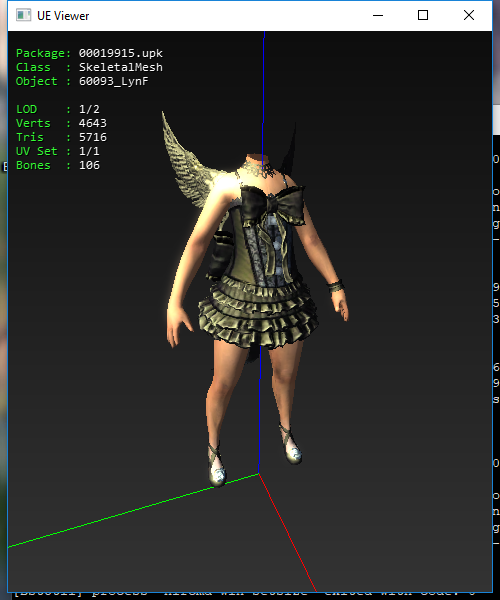 UE Viewer
Package: 00019915.upk
Class : SkeletalMesh
Object : 60093_LynF
LOD : 1/2
Verts : 4643
Tris : 5716
UV Set : 1/1
Bones : 106